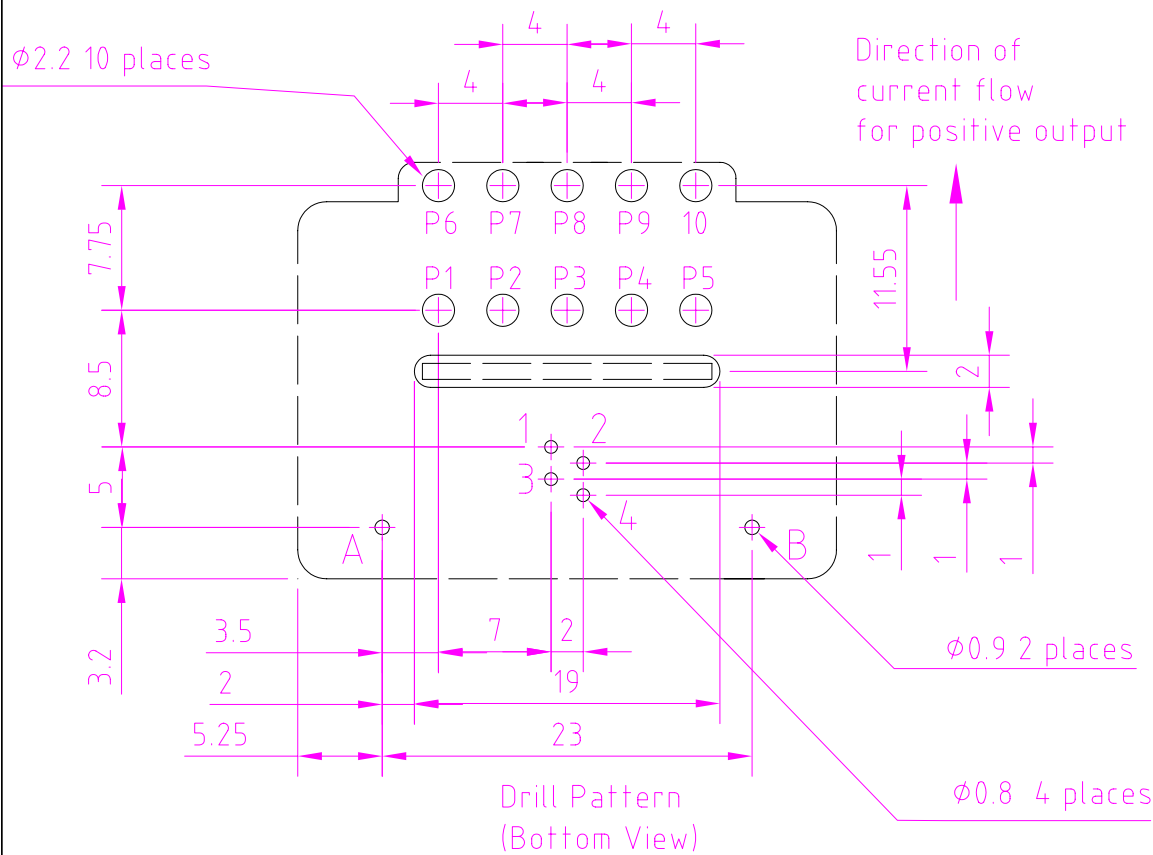 4
4
Direction of
current flow
for positive output
Ø2.2 10 places
4
4
P6
P7
P8
P9
10
7.75
11.55
P1
P2
P3
P4
P5
8.5
2
1
2
3
4
5
1
1
1
A
B
3.2
3.5
7
2
Ø0.9 2 places
2
19
5.25
23
Drill Pattern
(Bottom View)
Ø0.8 4 places